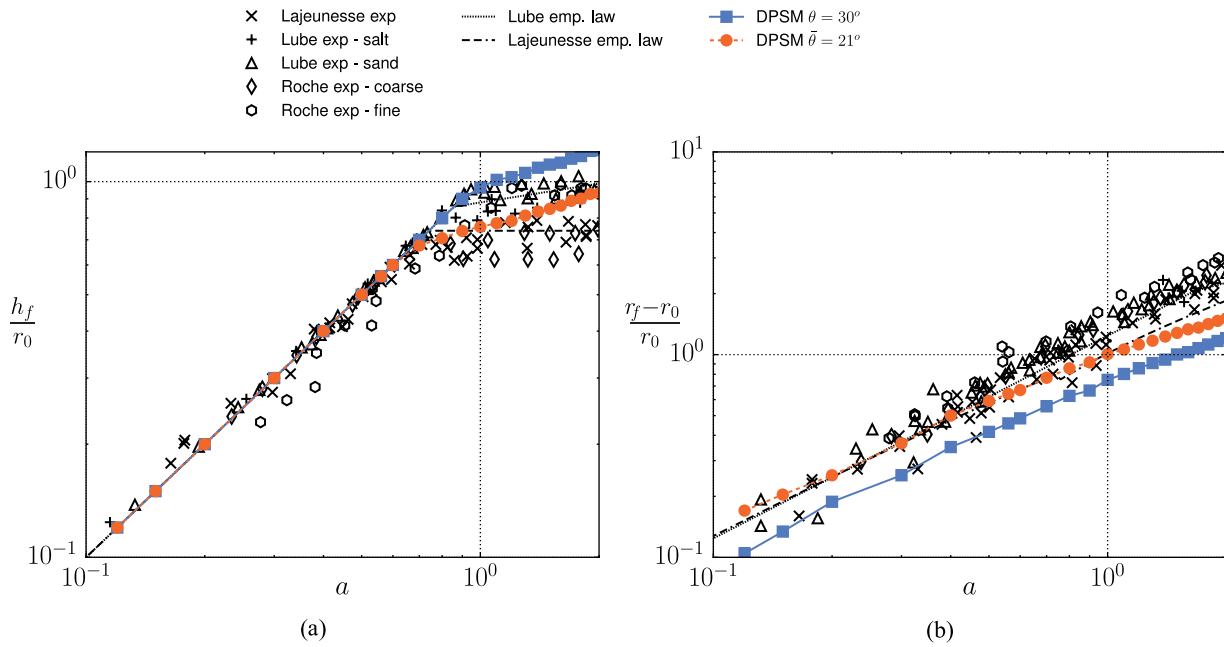 Lajeunesse exp
Lube exp - salt
Lube exp - sand
Roche exp - coarse
Roche exp - fine
Lube emp. law
Lajeunesse emp. law
DPSM θ = 30°
DPSM θ̄ = 21°
h_f
r_0
10^0
10^{-1}
10^{-1}
a
10^0
(a)
r_f − r_0
r_0
10^1
10^0
10^{-1}
10^{-1}
a
10^0
(b)